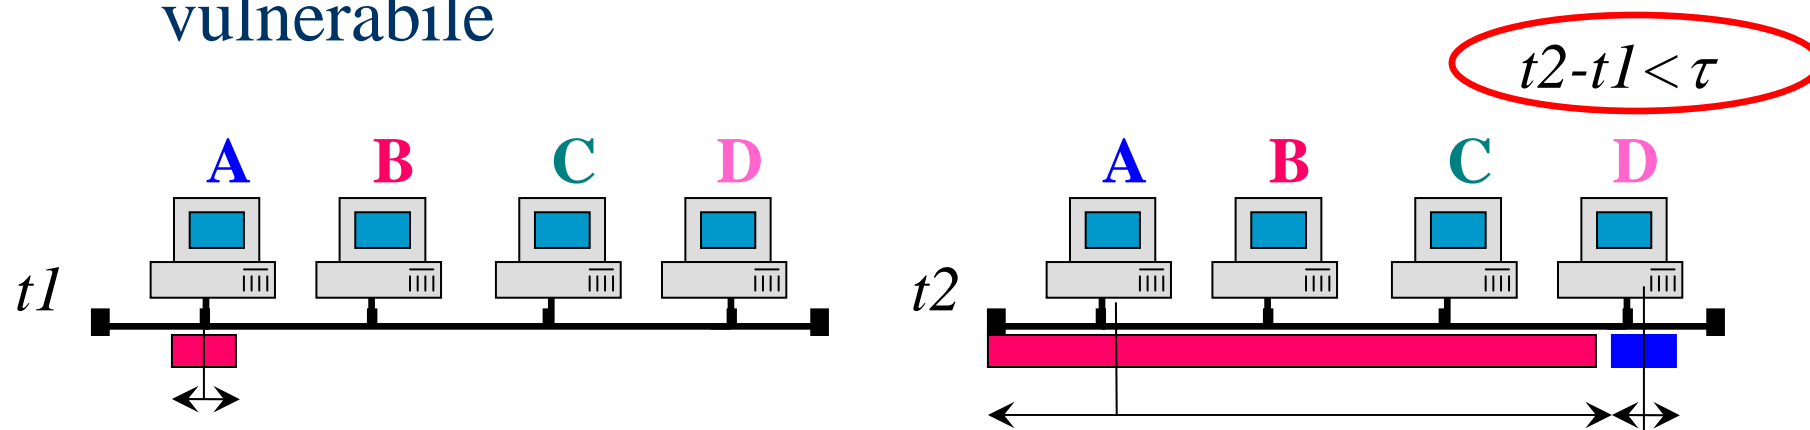 vulnerabile
t2-t1<τ
A B C D
A B C D
t1
t2